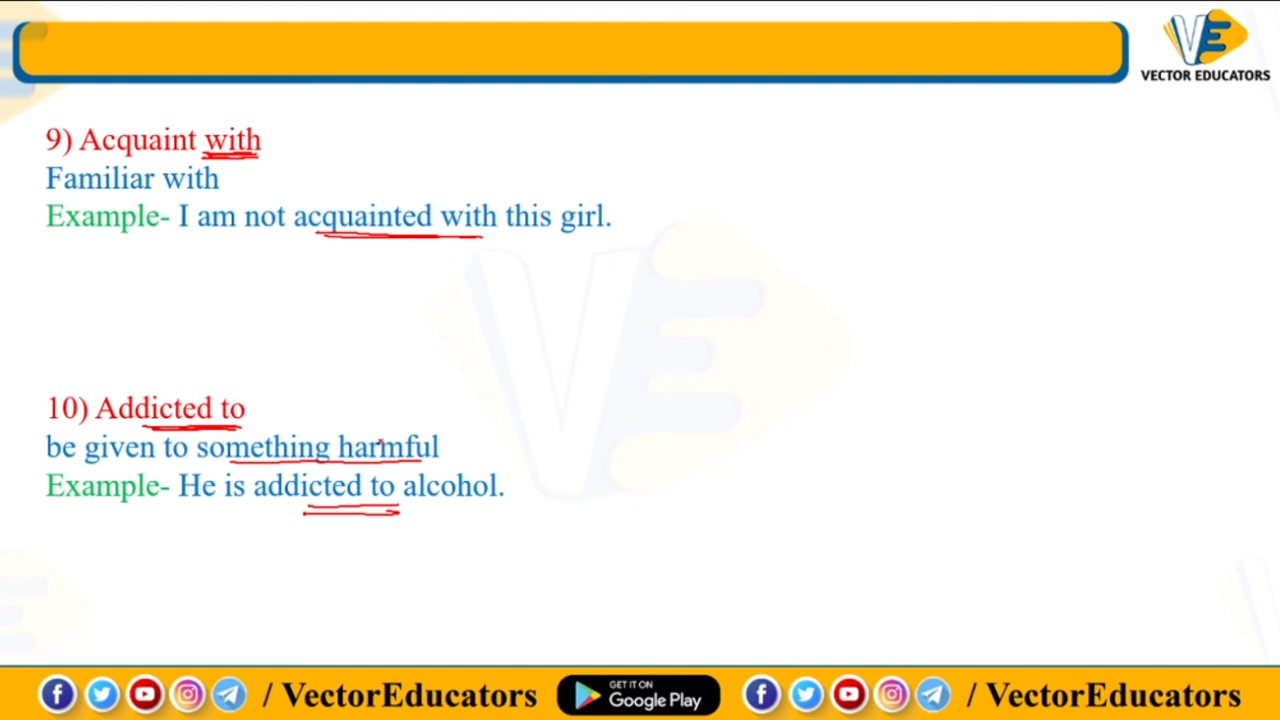 VE
VECTOR EDUCATORS
9) Acquaint with
Familiar with
Example- I am not acquainted with this girl.
10) Addicted to
be given to something harmful
Example- He is addicted to alcohol.
/ VectorEducators
GET IT ON
Google Play
/ VectorEducators